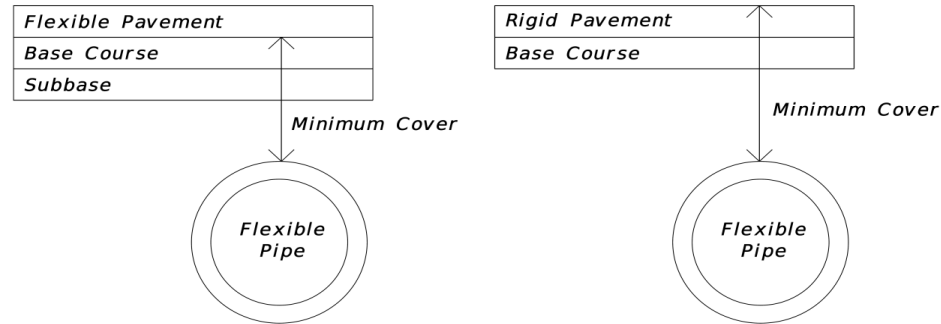 Flexible Pavement
Base Course
Subbase
Minimum Cover
Flexible
Pipe
Rigid Pavement
Base Course
Minimum Cover
Flexible
Pipe